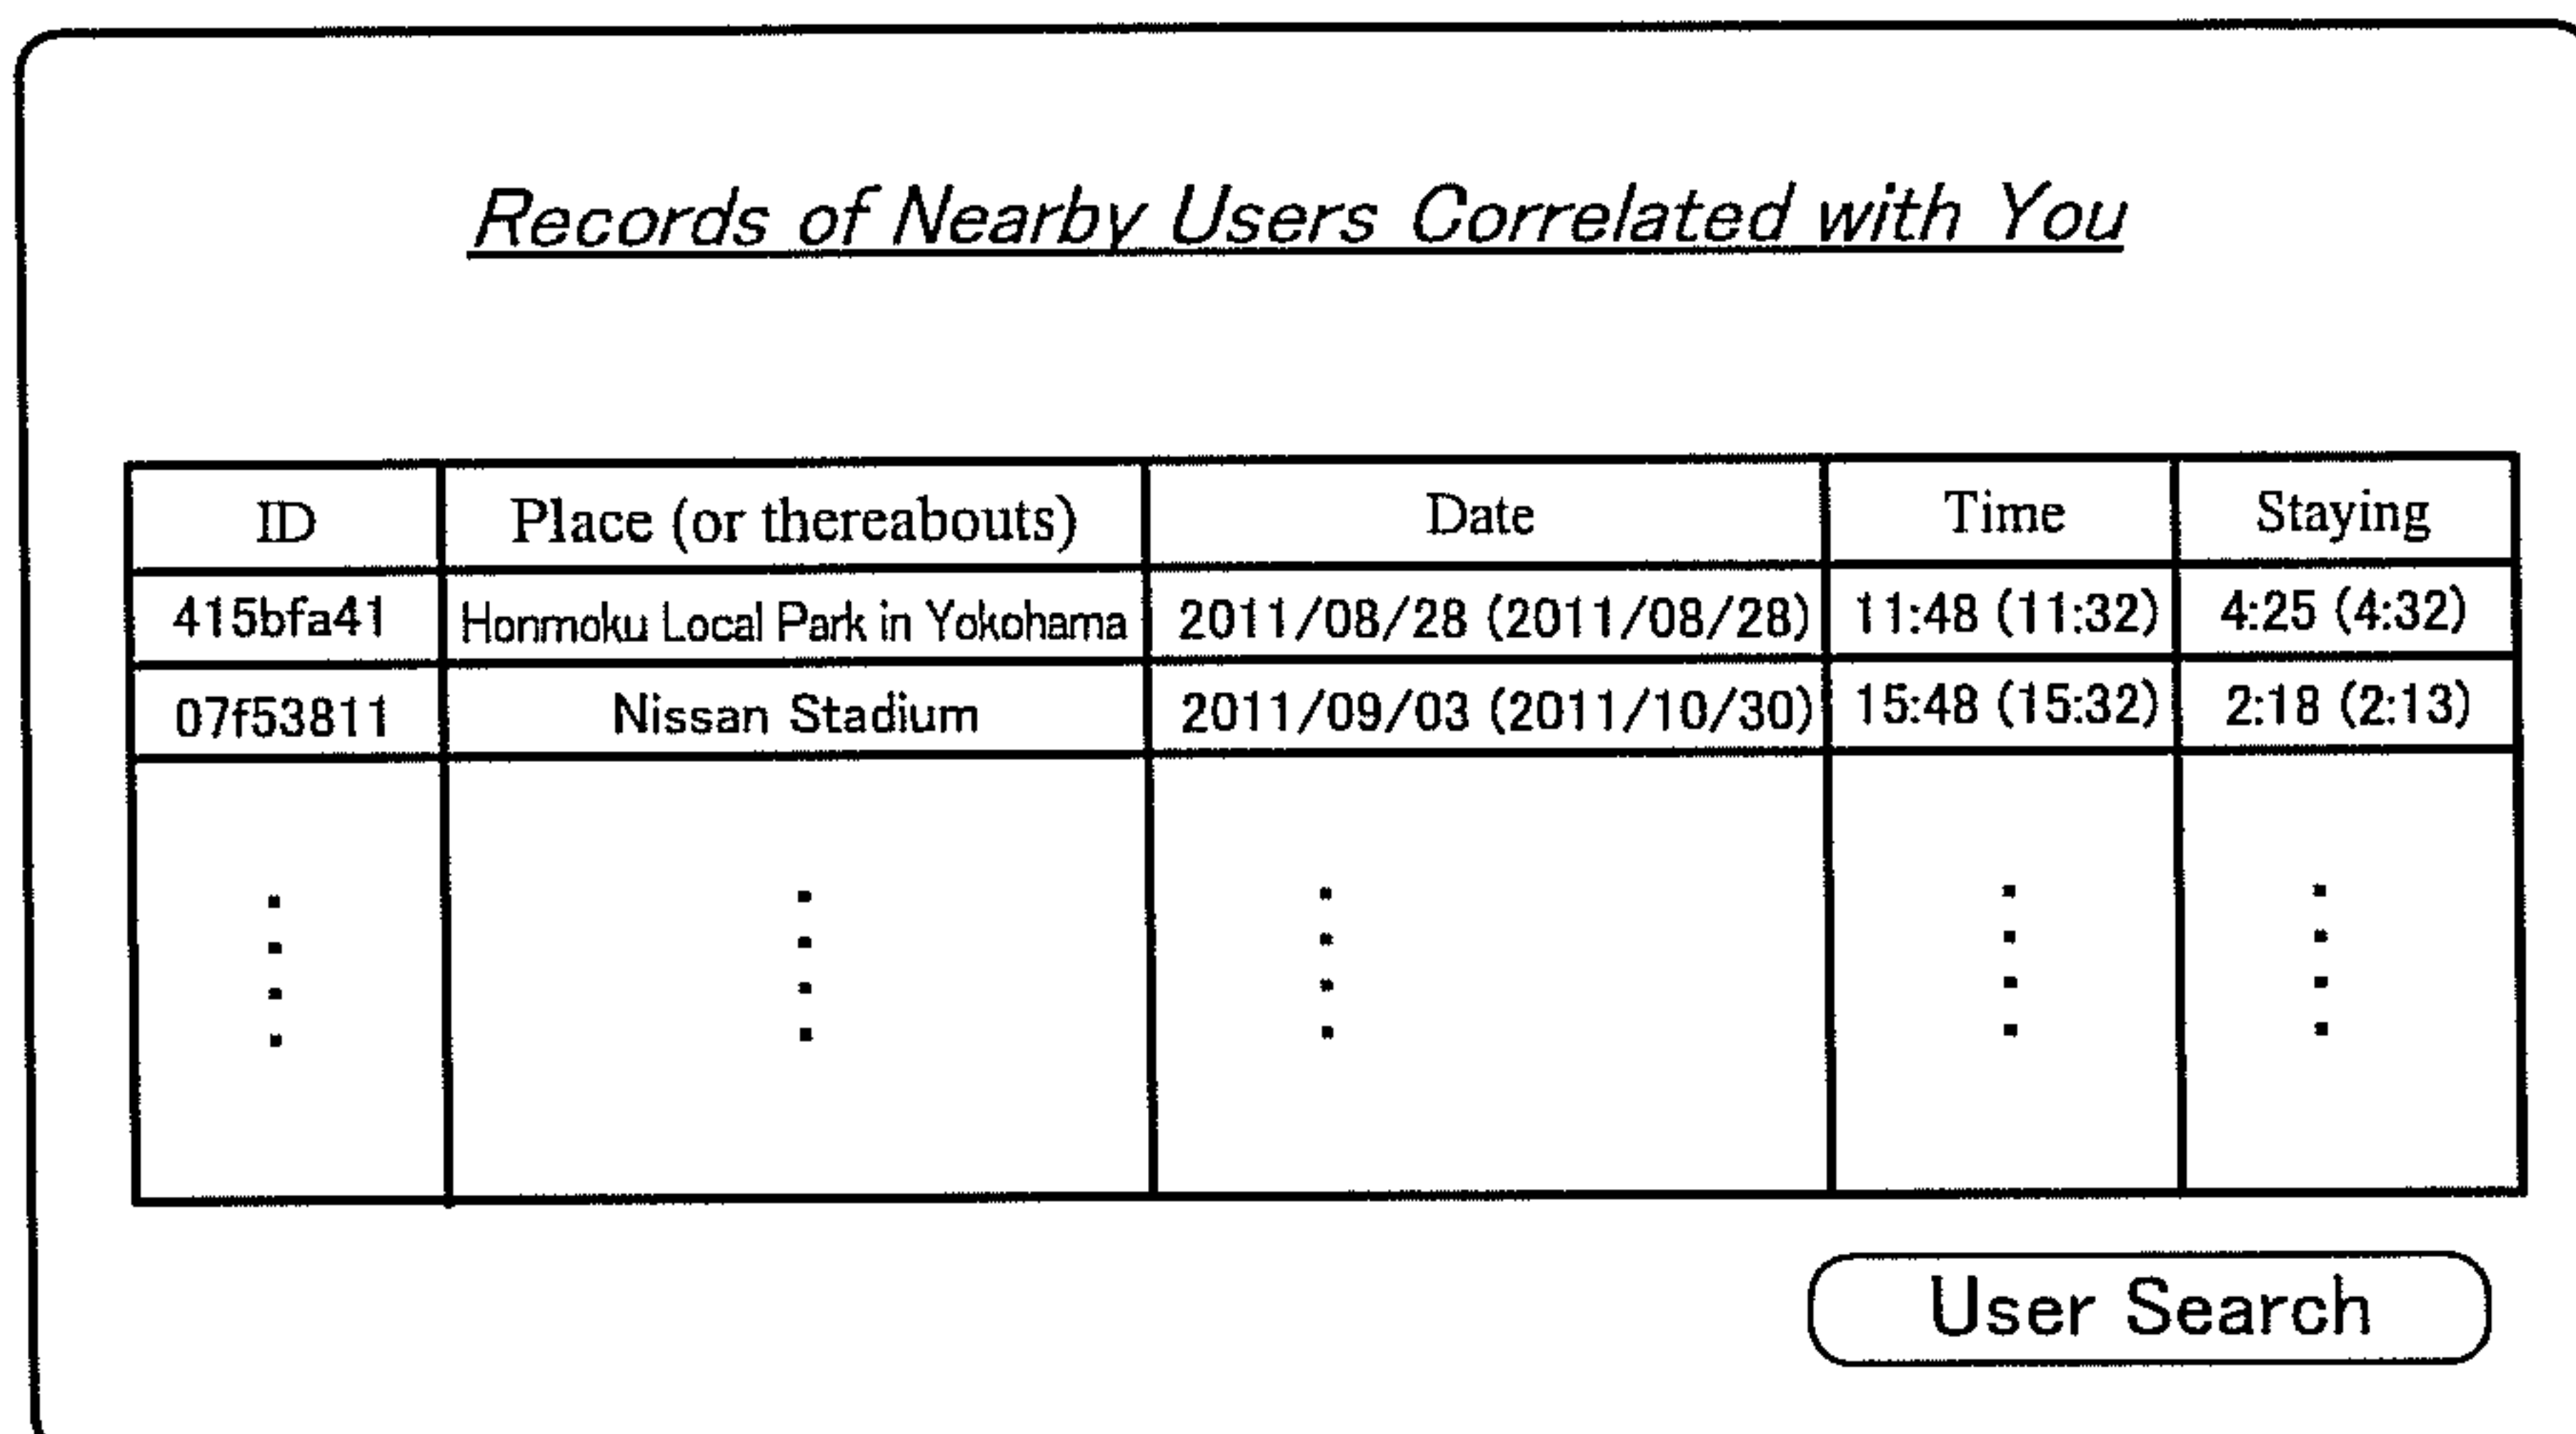 Records of Nearby Users Correlated with You
ID Place (or thereabouts) Date Time Staying
415bfa41 Honmoku Local Park in Yokohama 2011/08/28 (2011/08/28) 11:48 (11:32) 4:25 (4:32)
07f53811 Nissan Stadium 2011/09/03 (2011/10/30) 15:48 (15:32) 2:18 (2:13)
User Search